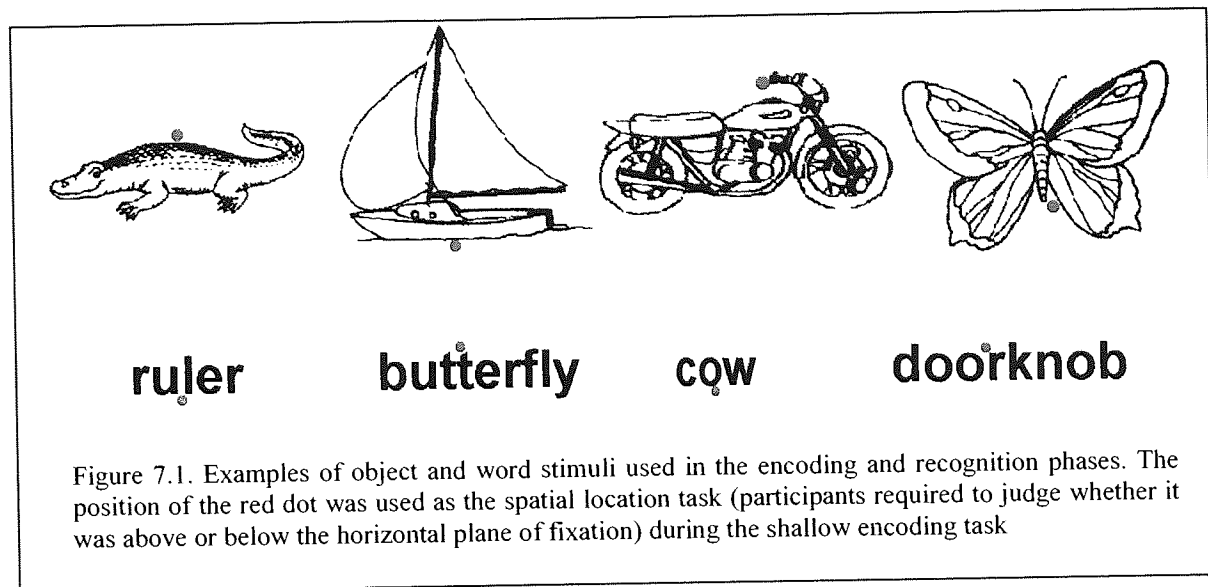 ruler butterfly cow doorknob
Figure 7.1. Examples of object and word stimuli used in the encoding and recognition phases. The
position of the red dot was used as the spatial location task (participants required to judge whether it
was above or below the horizontal plane of fixation) during the shallow encoding task